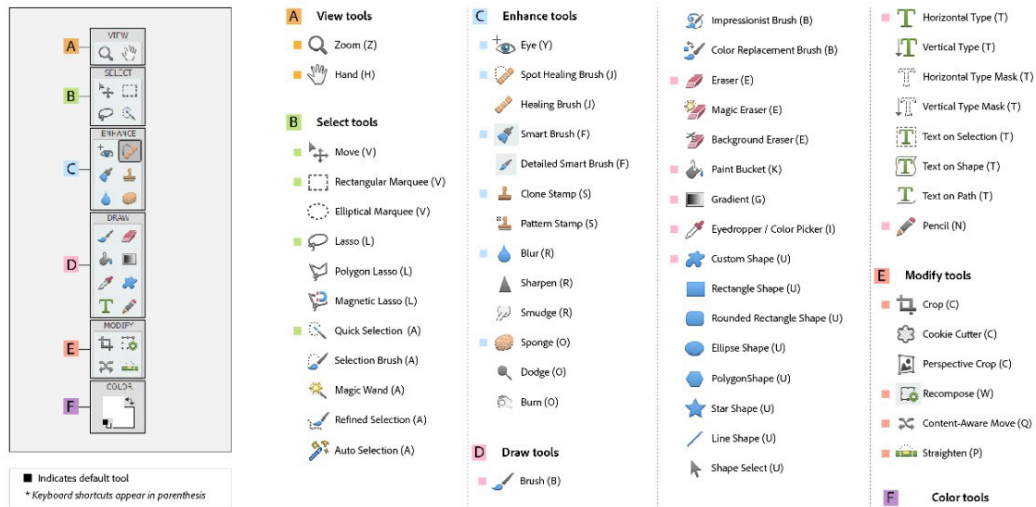 VIEW
A
SELECT
B
ENHANCE
C
DRAW
D
T
MODIFY
E
COLOR
F
■ Indicates default tool
* Keyboard shortcuts appear in parenthesis
A View tools
Zoom (Z)
Hand (H)
B Select tools
Move (V)
Rectangular Marquee (V)
Elliptical Marquee (V)
Lasso (L)
Polygon Lasso (L)
Magnetic Lasso (L)
Quick Selection (A)
Selection Brush (A)
Magic Wand (A)
Refined Selection (A)
Auto Selection (A)
C Enhance tools
Eye (Y)
Spot Healing Brush (J)
Healing Brush (J)
Smart Brush (F)
Detailed Smart Brush (F)
Clone Stamp (S)
Pattern Stamp (S)
Blur (R)
Sharpen (R)
Smudge (R)
Sponge (O)
Dodge (O)
Burn (O)
D Draw tools
Brush (B)
Impressionist Brush (B)
Color Replacement Brush (B)
Eraser (E)
Magic Eraser (E)
Background Eraser (E)
Paint Bucket (K)
Gradient (G)
Eyedropper / Color Picker (I)
Custom Shape (U)
Rectangle Shape (U)
Rounded Rectangle Shape (U)
Ellipse Shape (U)
PolygonShape (U)
Star Shape (U)
Line Shape (U)
Shape Select (U)
T Horizontal Type (T)
T Vertical Type (T)
T Horizontal Type Mask (T)
T Vertical Type Mask (T)
T Text on Selection (T)
T Text on Shape (T)
T Text on Path (T)
Pencil (N)
E Modify tools
Crop (C)
Cookie Cutter (C)
Perspective Crop (C)
Recompose (W)
Content-Aware Move (Q)
Straighten (P)
F Color tools